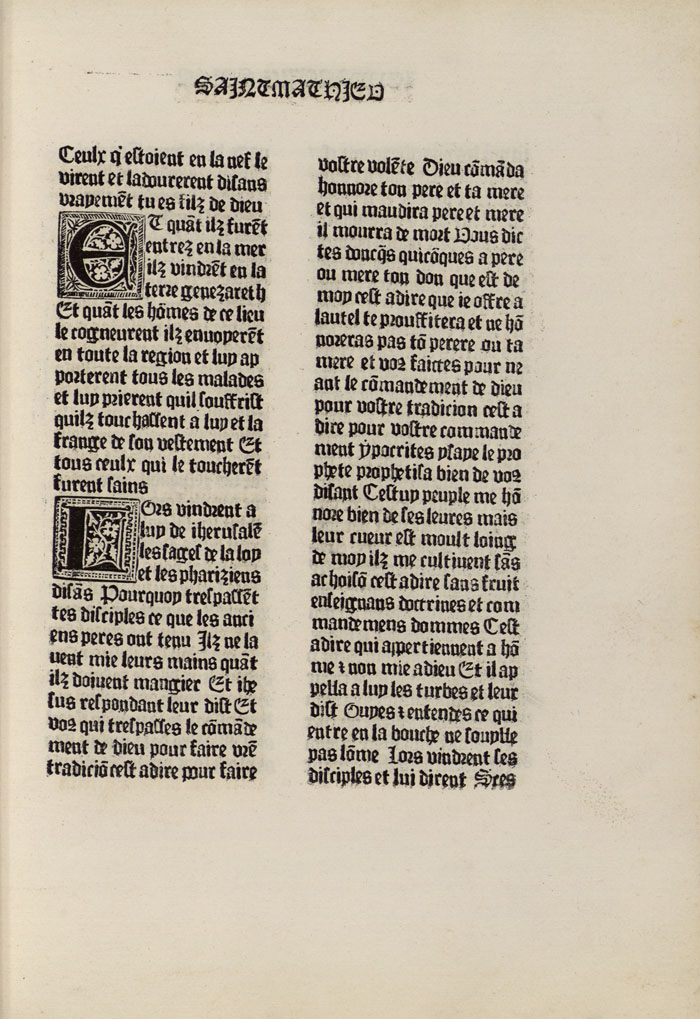 SAINT MATHIEU
Ceulx q̃ estoient en la nef le
virent et ladourerent disans
vrayemẽt tu es filz de dieu
ET quãt ilz furẽt
entrez en la mer
ilz vindrẽt en la
terre genezareth
Et quãt les hõmes de ce lieu
le cogneurent ilz envoyerẽt
en toute la region et luy ap
porterent tous les malades
et luy prierent quil souffrist
quilz touchassent a luy et la
frange de son vestement Et
tous ceulx qui le toucherẽt
furent sains
LOrs vindrent a
luy de iherusalẽ
les sages de la loy
et les phariziens
disãs Pourquoy trespassẽt
tes disciples ce que les anci
ens peres ont tenu Ilz ne la
uent mie leurs mains quãt
ilz doiuent mangier Et ihe
sus respondant leur dist Et
voz qui trespasses le cõmãde
ment de dieu pour faire vrẽ
tradiciõ cest adire pour faire
vostre volẽte Dieu cõmãda
honnore ton pere et ta mere
et qui maudira pere et mere
il mourra de mort Vous dic
tes doncq̃s quicõques a pere
ou mere ton don que est de
moy cest adire que ie offre a
lautel te prouffitera et ne hõ
noreras pas tõ perere ou ta
mere et voz faictes pour ne
ant le cõmandement de dieu
pour vostre tradicion cest a
dire pour vostre commande
ment ypocrites ysaye le pro
phete prophetisa bien de voz
disant Cestuy peuple me hõ
nore bien de ses leures mais
leur cueur est moult loing
de moy ilz me cultiuent sãs
achoisõ cest adire sans fruit
enseignans doctrines et com
mandemens dommes Cest
adire qui appertiennent a hõ
me ⁊ non mie adieu Et il ap
pella a luy les turbes et leur
dist Ouyes ⁊ entendes ce qui
entre en la bouche ne souylle
pas lõme Lors vindrent ses
disciples et lui dirent Sces